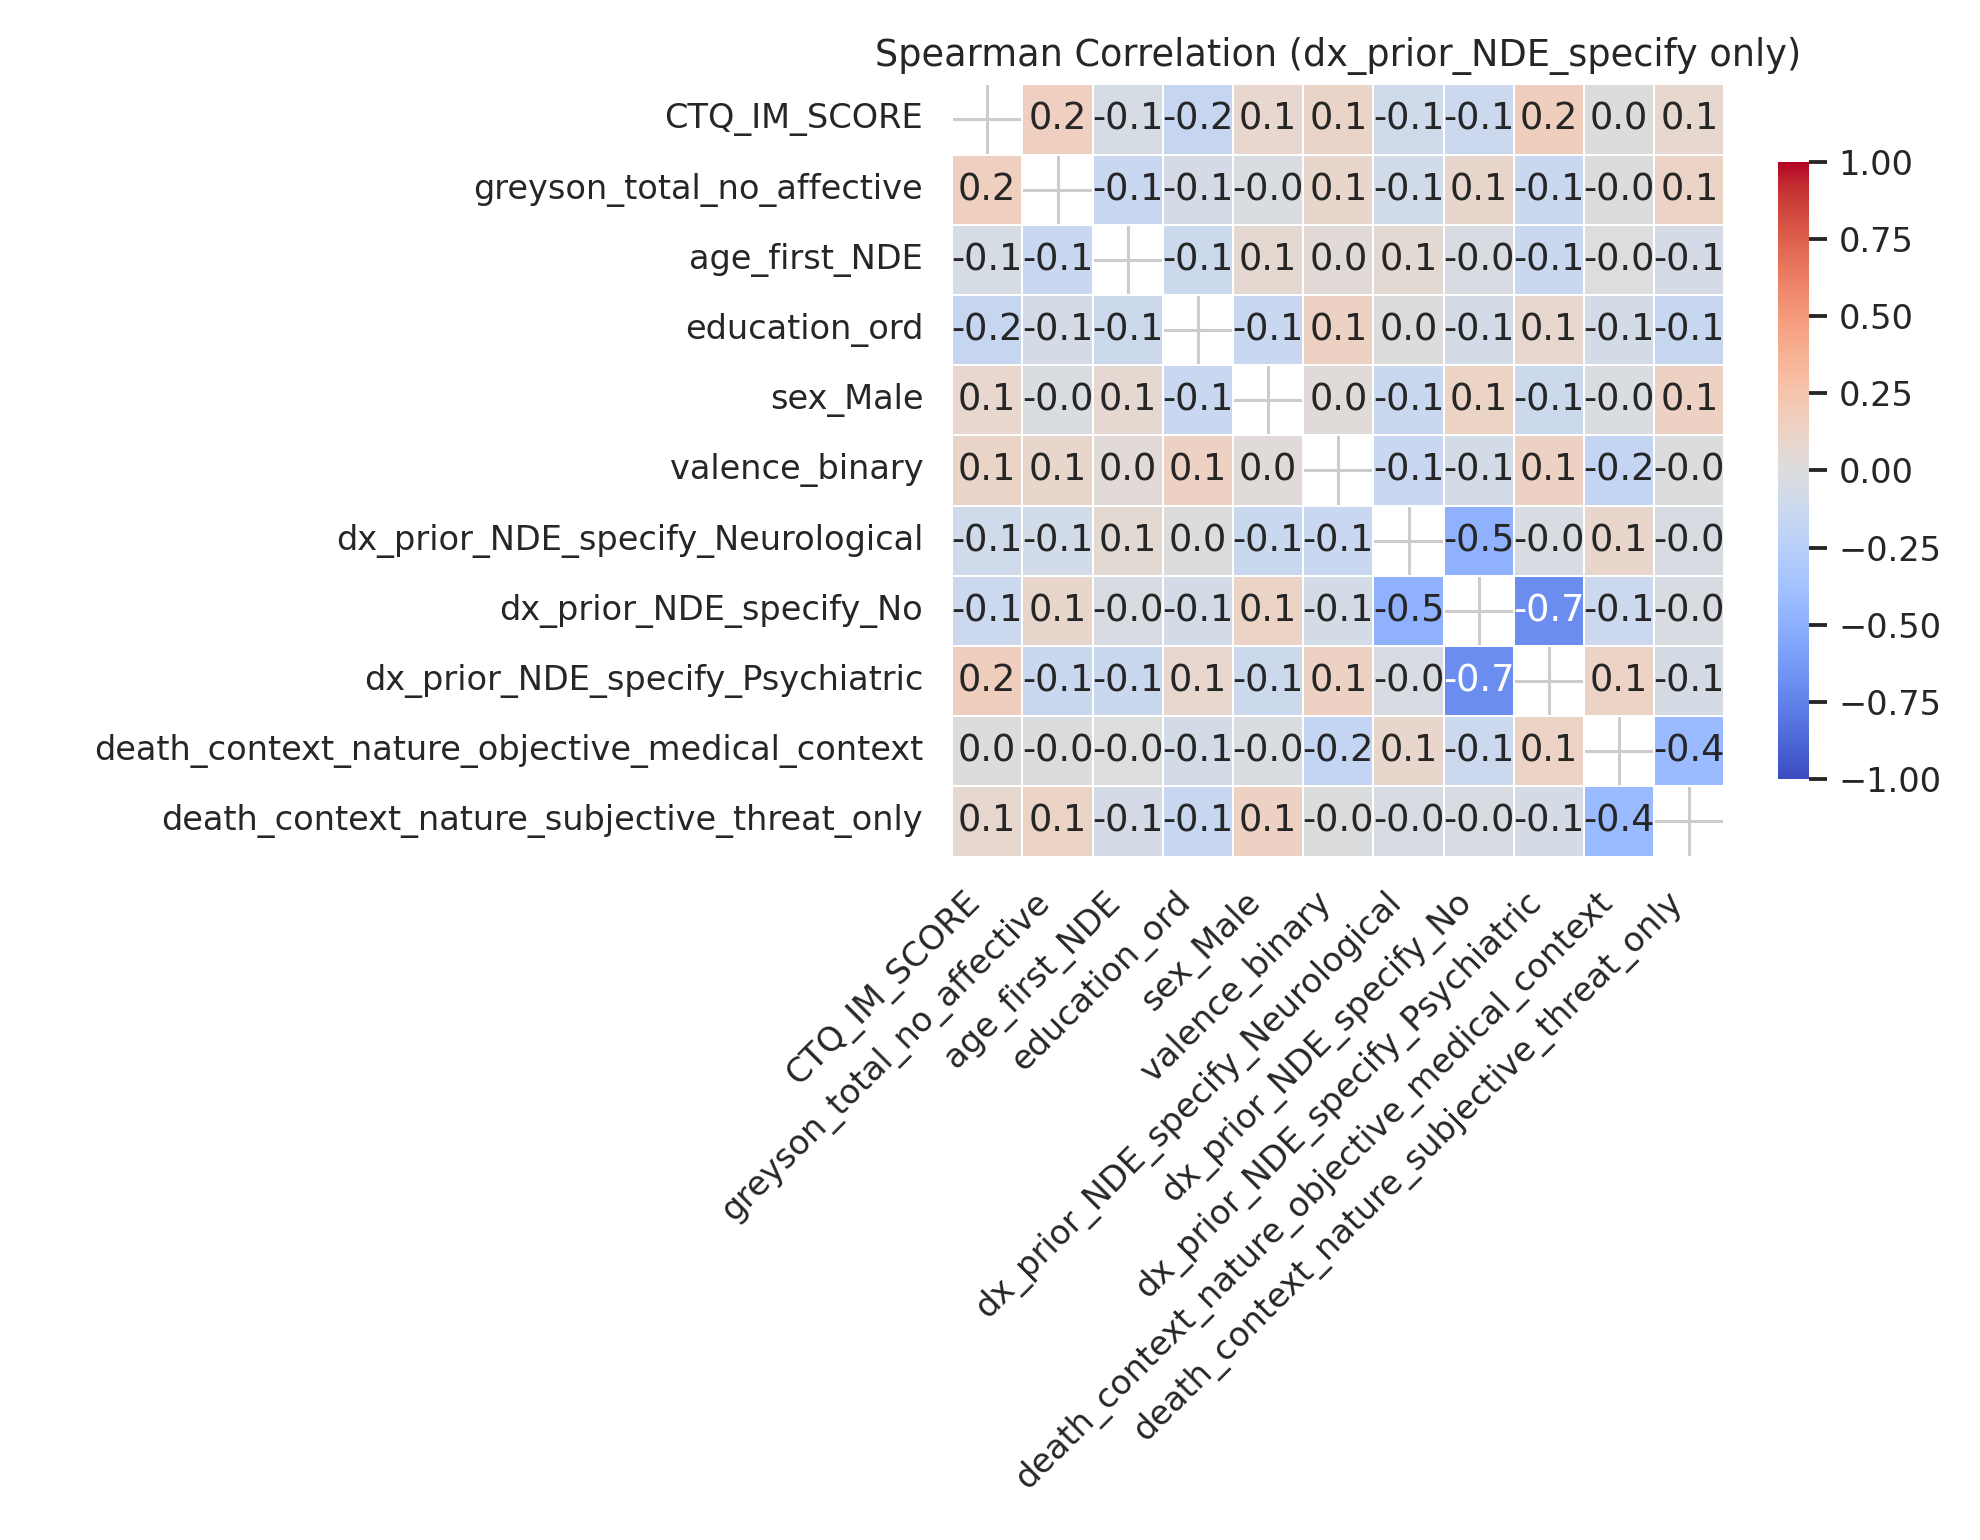 Spearman Correlation (dx_prior_NDE_specify only)
CTQ_IM_SCORE 0.2 -0.1 -0.2 0.1 0.1 -0.1 -0.1 0.2 0.0 0.1
greyson_total_no_affective 0.2 -0.1 -0.1 -0.0 0.1 -0.1 0.1 -0.1 -0.0 0.1
age_first_NDE -0.1 -0.1 -0.1 0.1 0.0 0.1 -0.0 -0.1 -0.0 -0.1
education_ord -0.2 -0.1 -0.1 -0.1 0.1 0.0 -0.1 0.1 -0.1 -0.1
sex_Male 0.1 -0.0 0.1 -0.1 0.0 -0.1 0.1 -0.1 -0.0 0.1
valence_binary 0.1 0.1 0.0 0.1 0.0 -0.1 -0.1 0.1 -0.2 -0.0
dx_prior_NDE_specify_Neurological -0.1 -0.1 0.1 0.0 -0.1 -0.1 -0.5 -0.0 0.1 -0.0
dx_prior_NDE_specify_No -0.1 0.1 -0.0 -0.1 0.1 -0.1 -0.5 -0.7 -0.1 -0.0
dx_prior_NDE_specify_Psychiatric 0.2 -0.1 -0.1 0.1 -0.1 0.1 -0.0 -0.7 0.1 -0.1
death_context_nature_objective_medical_context 0.0 -0.0 -0.0 -0.1 -0.0 -0.2 0.1 -0.1 0.1 -0.4
death_context_nature_subjective_threat_only 0.1 0.1 -0.1 -0.1 0.1 -0.0 -0.0 -0.0 -0.1 -0.4
CTQ_IM_SCORE
greyson_total_no_affective
age_first_NDE
education_ord
sex_Male
valence_binary
dx_prior_NDE_specify_Neurological
dx_prior_NDE_specify_No
dx_prior_NDE_specify_Psychiatric
death_context_nature_objective_medical_context
death_context_nature_subjective_threat_only
1.00
0.75
0.50
0.25
0.00
−0.25
−0.50
−0.75
−1.00